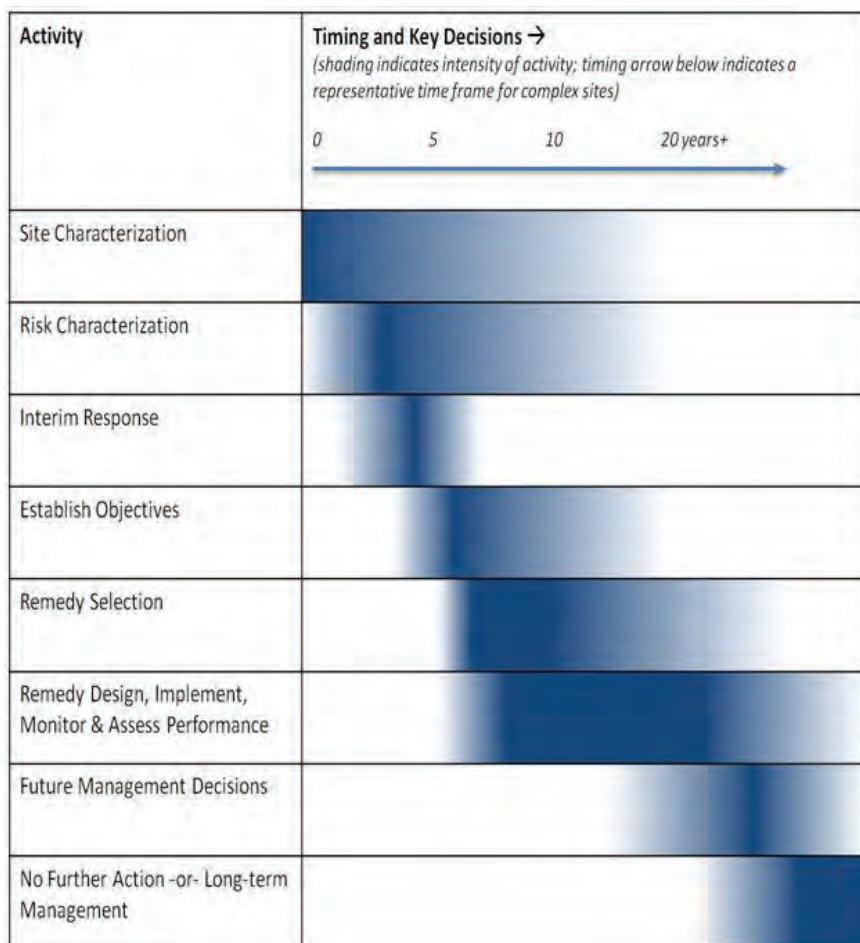 Activity
Timing and Key Decisions →
(shading indicates intensity of activity; timing arrow below indicates a
representative time frame for complex sites)
0 5 10 20 years+
Site Characterization
Risk Characterization
Interim Response
Establish Objectives
Remedy Selection
Remedy Design, Implement,
Monitor & Assess Performance
Future Management Decisions
No Further Action -or- Long-term
Management